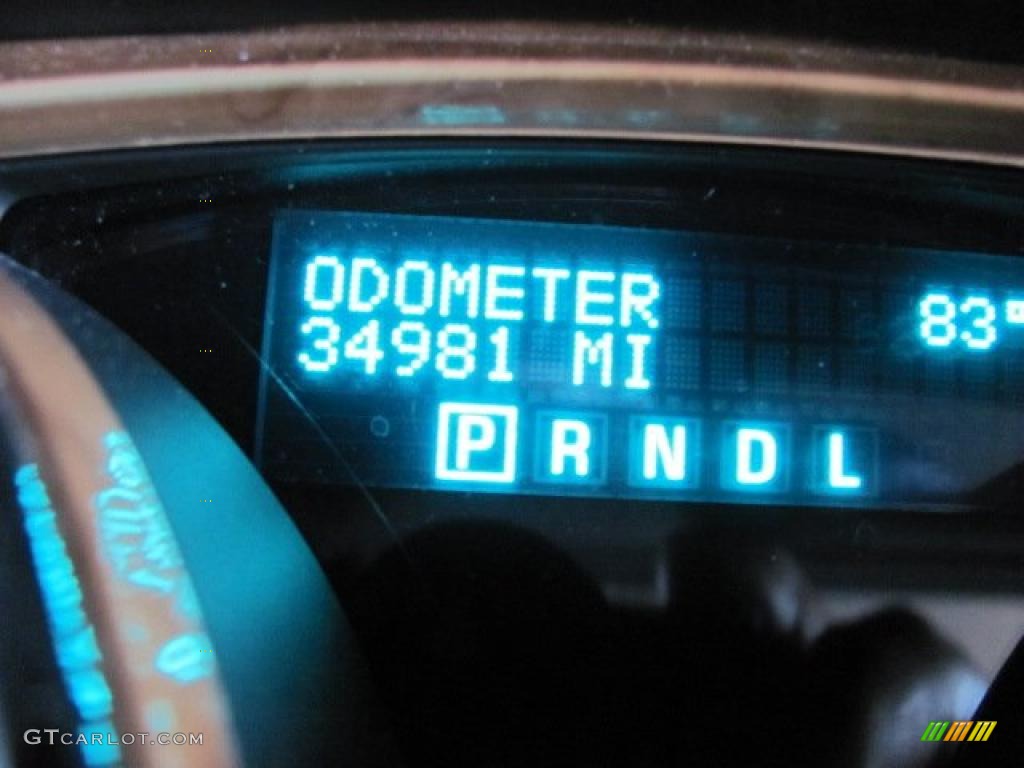 ODOMETER
83°
34981 MI
P R N D L
GTCARLOT.COM